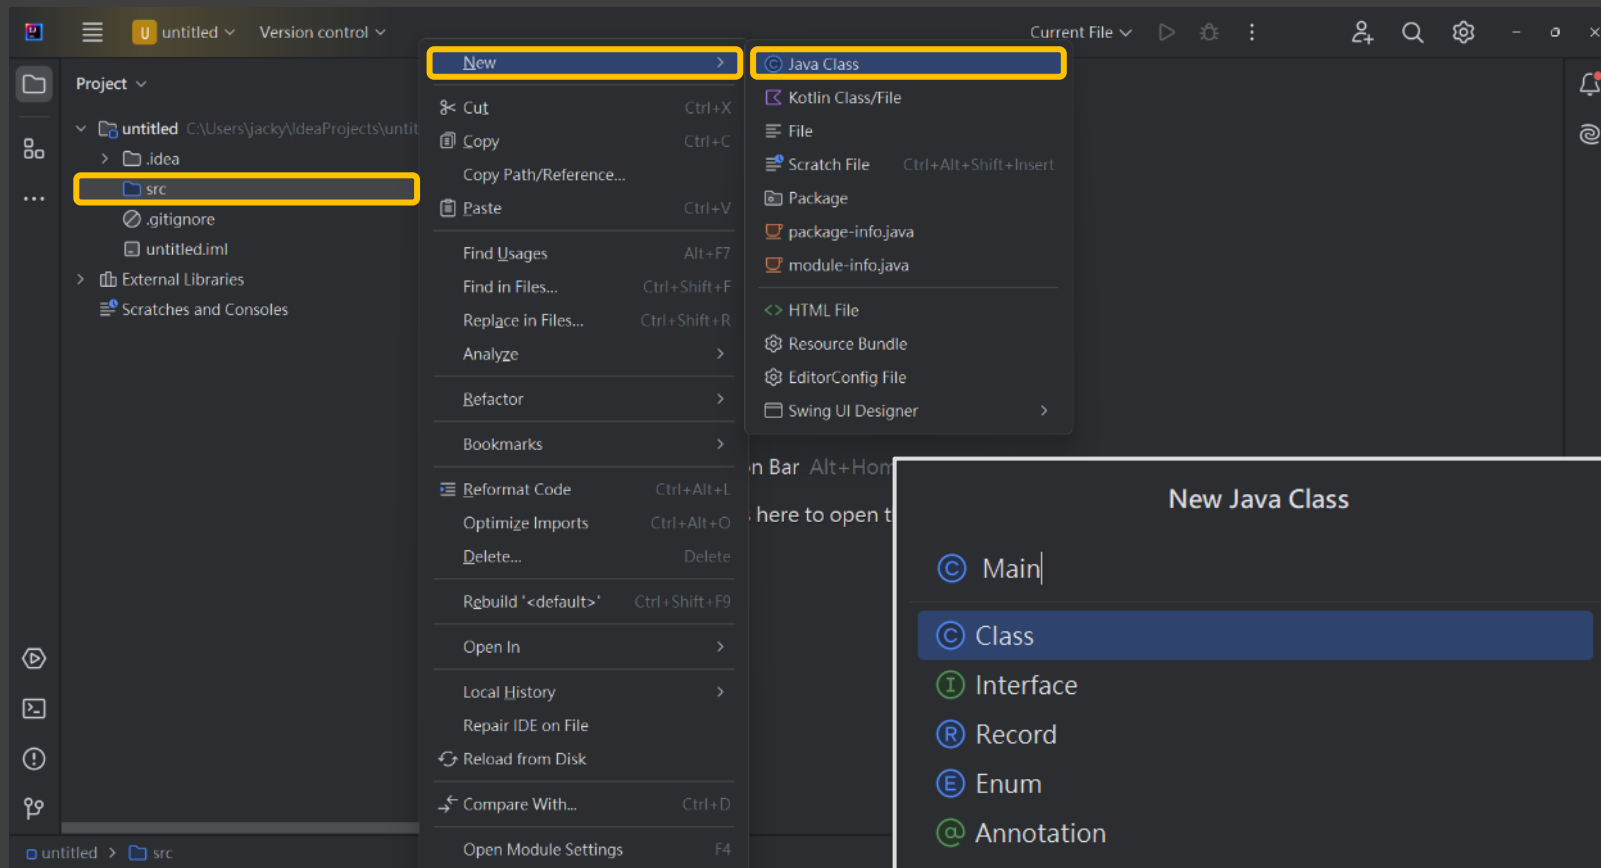 U untitled
Version control
Current File
Project
untitled C:\Users\jacky\IdeaProjects\untit
.idea
src
.gitignore
untitled.iml
External Libraries
Scratches and Consoles
New
Cut Ctrl+X
Copy Ctrl+C
Copy Path/Reference...
Paste Ctrl+V
Find Usages Alt+F7
Find in Files... Ctrl+Shift+F
Replace in Files... Ctrl+Shift+R
Analyze
Refactor
Bookmarks
Reformat Code Ctrl+Alt+L
Optimize Imports Ctrl+Alt+O
Delete... Delete
Rebuild '<default>' Ctrl+Shift+F9
Open In
Local History
Repair IDE on File
Reload from Disk
Compare With... Ctrl+D
Open Module Settings F4
Java Class
Kotlin Class/File
File
Scratch File Ctrl+Alt+Shift+Insert
Package
package-info.java
module-info.java
HTML File
Resource Bundle
EditorConfig File
Swing UI Designer
n Bar Alt+Hom
here to open t
New Java Class
C Main
C Class
I Interface
R Record
E Enum
@ Annotation
untitled > src